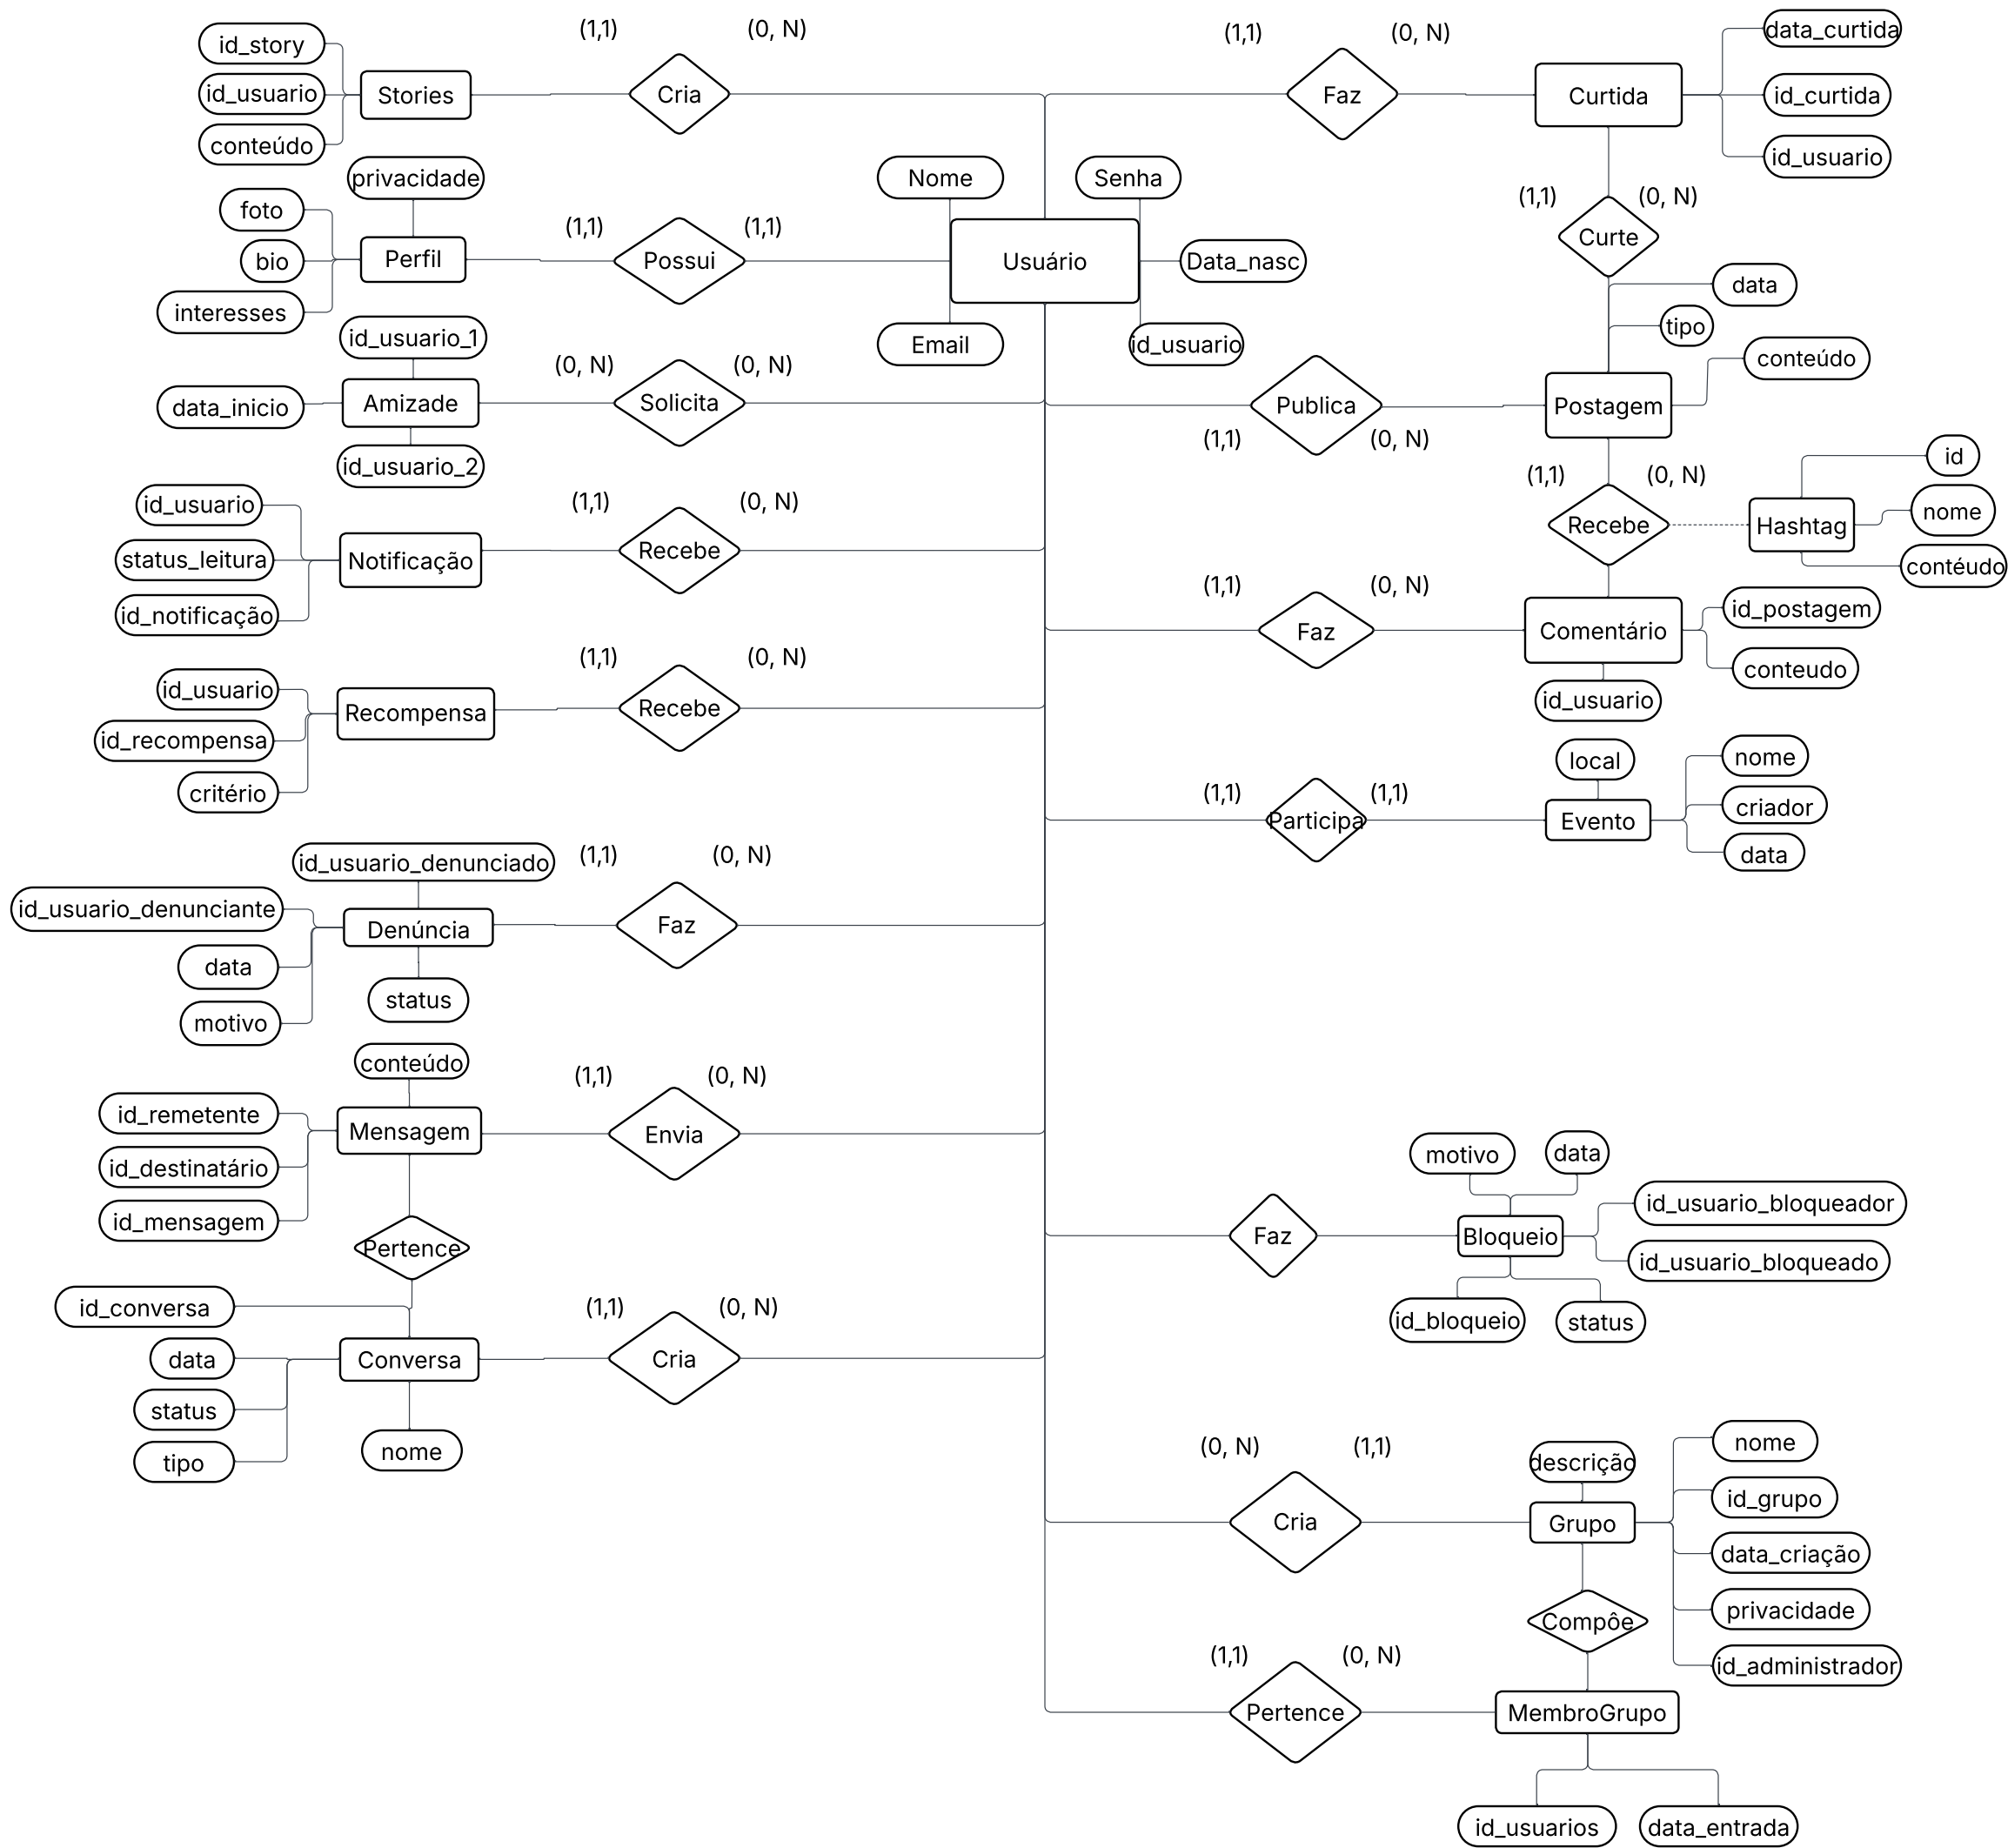 id_story
id_usuario
conteúdo
Stories
(1,1)
(0, N)
Cria
privacidade
foto
bio
interesses
Perfil
(1,1)
(1,1)
Possui
Nome
Senha
Usuário
Data_nasc
Email
id_usuario
id_usuario_1
data_inicio
Amizade
id_usuario_2
(0, N)
(0, N)
Solicita
id_usuario
status_leitura
id_notificação
Notificação
(1,1)
(0, N)
Recebe
id_usuario
id_recompensa
critério
Recompensa
(1,1)
(0, N)
Recebe
id_usuario_denunciado
id_usuario_denunciante
data
motivo
Denúncia
status
(1,1)
(0, N)
Faz
conteúdo
id_remetente
id_destinatário
id_mensagem
Mensagem
(1,1)
(0, N)
Envia
Pertence
id_conversa
data
status
tipo
Conversa
nome
(1,1)
(0, N)
Cria
(1,1)
(0, N)
Faz
Curtida
data_curtida
id_curtida
id_usuario
(1,1)
(0, N)
Curte
data
tipo
conteúdo
Publica
Postagem
(1,1)
(0, N)
(1,1)
(0, N)
Recebe
Hashtag
id
nome
contéudo
(1,1)
(0, N)
Faz
Comentário
id_postagem
conteudo
id_usuario
(1,1)
(1,1)
Participa
local
Evento
nome
criador
data
Faz
motivo
data
Bloqueio
id_usuario_bloqueador
id_usuario_bloqueado
id_bloqueio
status
(0, N)
(1,1)
Cria
descrição
Grupo
nome
id_grupo
data_criação
privacidade
id_administrador
Compôe
(1,1)
(0, N)
Pertence
MembroGrupo
id_usuarios
data_entrada